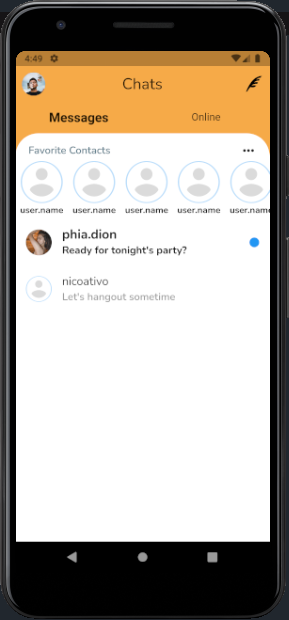 4:49
Chats
Messages
Online
Favorite Contacts
user.name user.name user.name user.name user.nam
phia.dion
Ready for tonight's party?
nicoativo
Let's hangout sometime